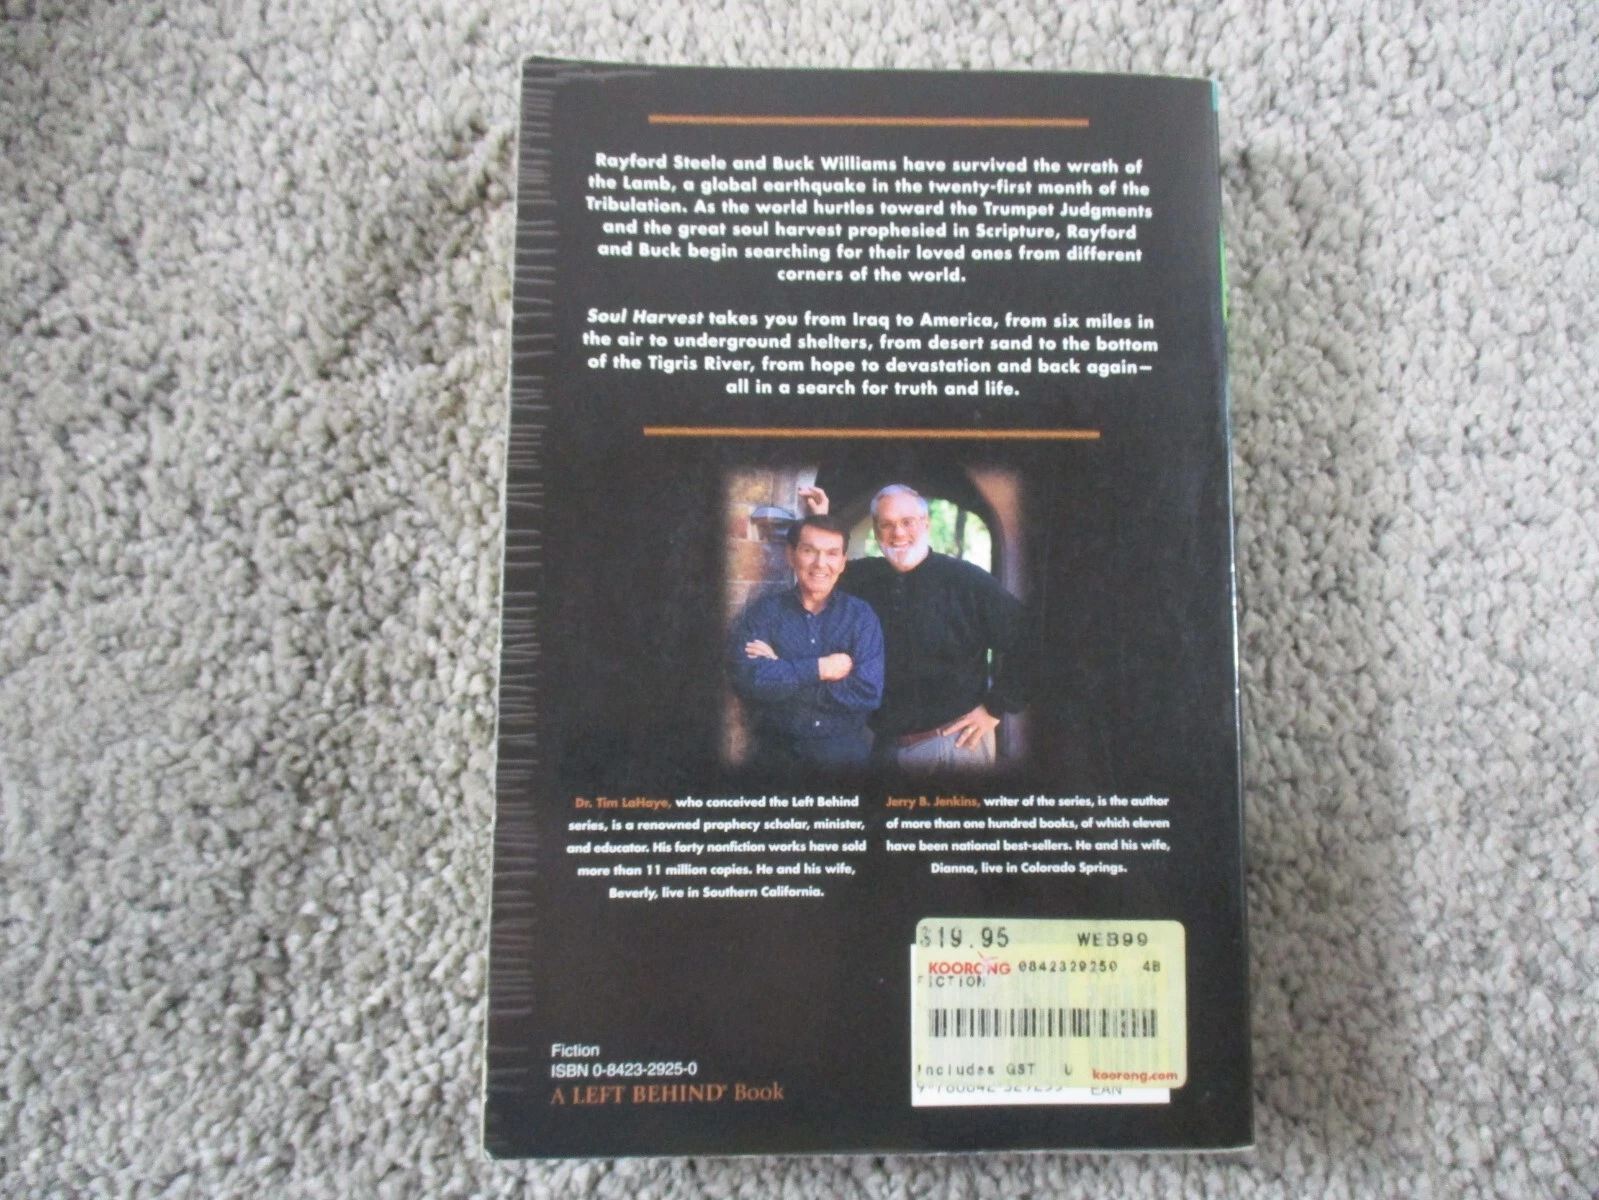 Rayford Steele and Buck Williams have survived the wrath of
the Lamb, a global earthquake in the twenty-first month of the
Tribulation. As the world hurtles toward the Trumpet Judgments
and the great soul harvest prophesied in Scripture, Rayford
and Buck begin searching for their loved ones from different
corners of the world.
Soul Harvest takes you from Iraq to America, from six miles in
the air to underground shelters, from desert sand to the bottom
of the Tigris River, from hope to devastation and back again—
all in a search for truth and life.
Dr. Tim LaHaye, who conceived the Left Behind
series, is a renowned prophecy scholar, minister,
and educator. His forty nonfiction works have sold
more than 11 million copies. He and his wife,
Beverly, live in Southern California.
Jerry B. Jenkins, writer of the series, is the author
of more than one hundred books, of which eleven
have been national best-sellers. He and his wife,
Dianna, live in Colorado Springs.
$19.95 WEB99
KOORONG 0842329250 4B
FICTION
Includes GST U koorong.com
EAN
Fiction
ISBN 0-8423-2925-0
A LEFT BEHIND® Book